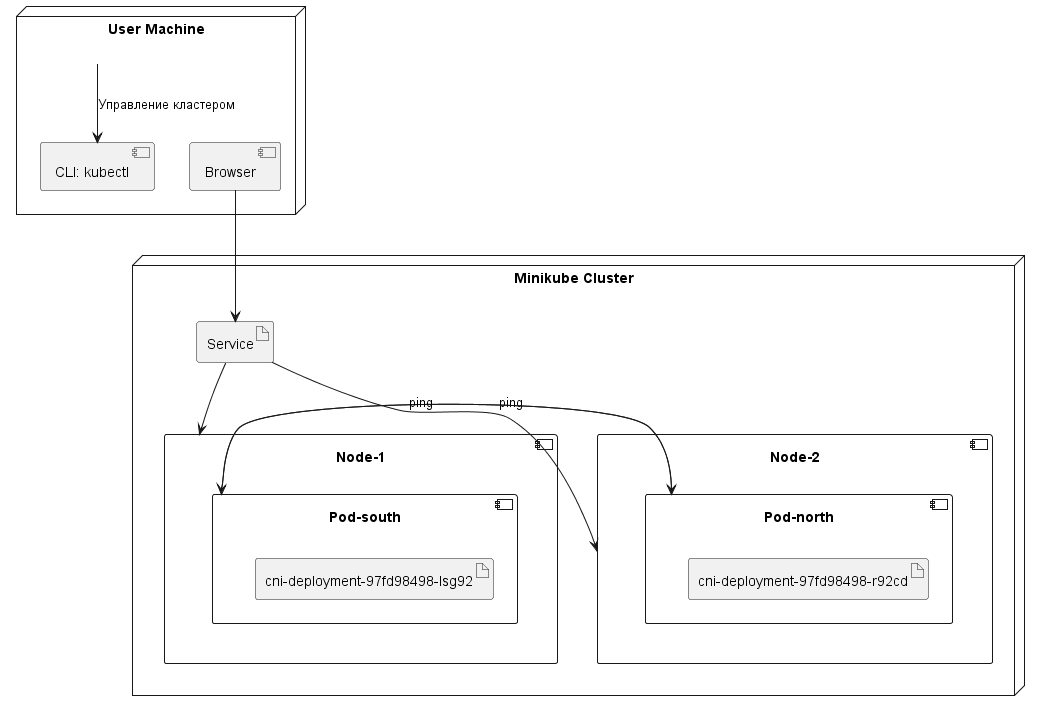 User Machine
Управление кластером
CLI: kubectl
Browser
Minikube Cluster
Service
ping
ping
Node-1
Node-2
Pod-south
Pod-north
cni-deployment-97fd98498-lsg92
cni-deployment-97fd98498-r92cd